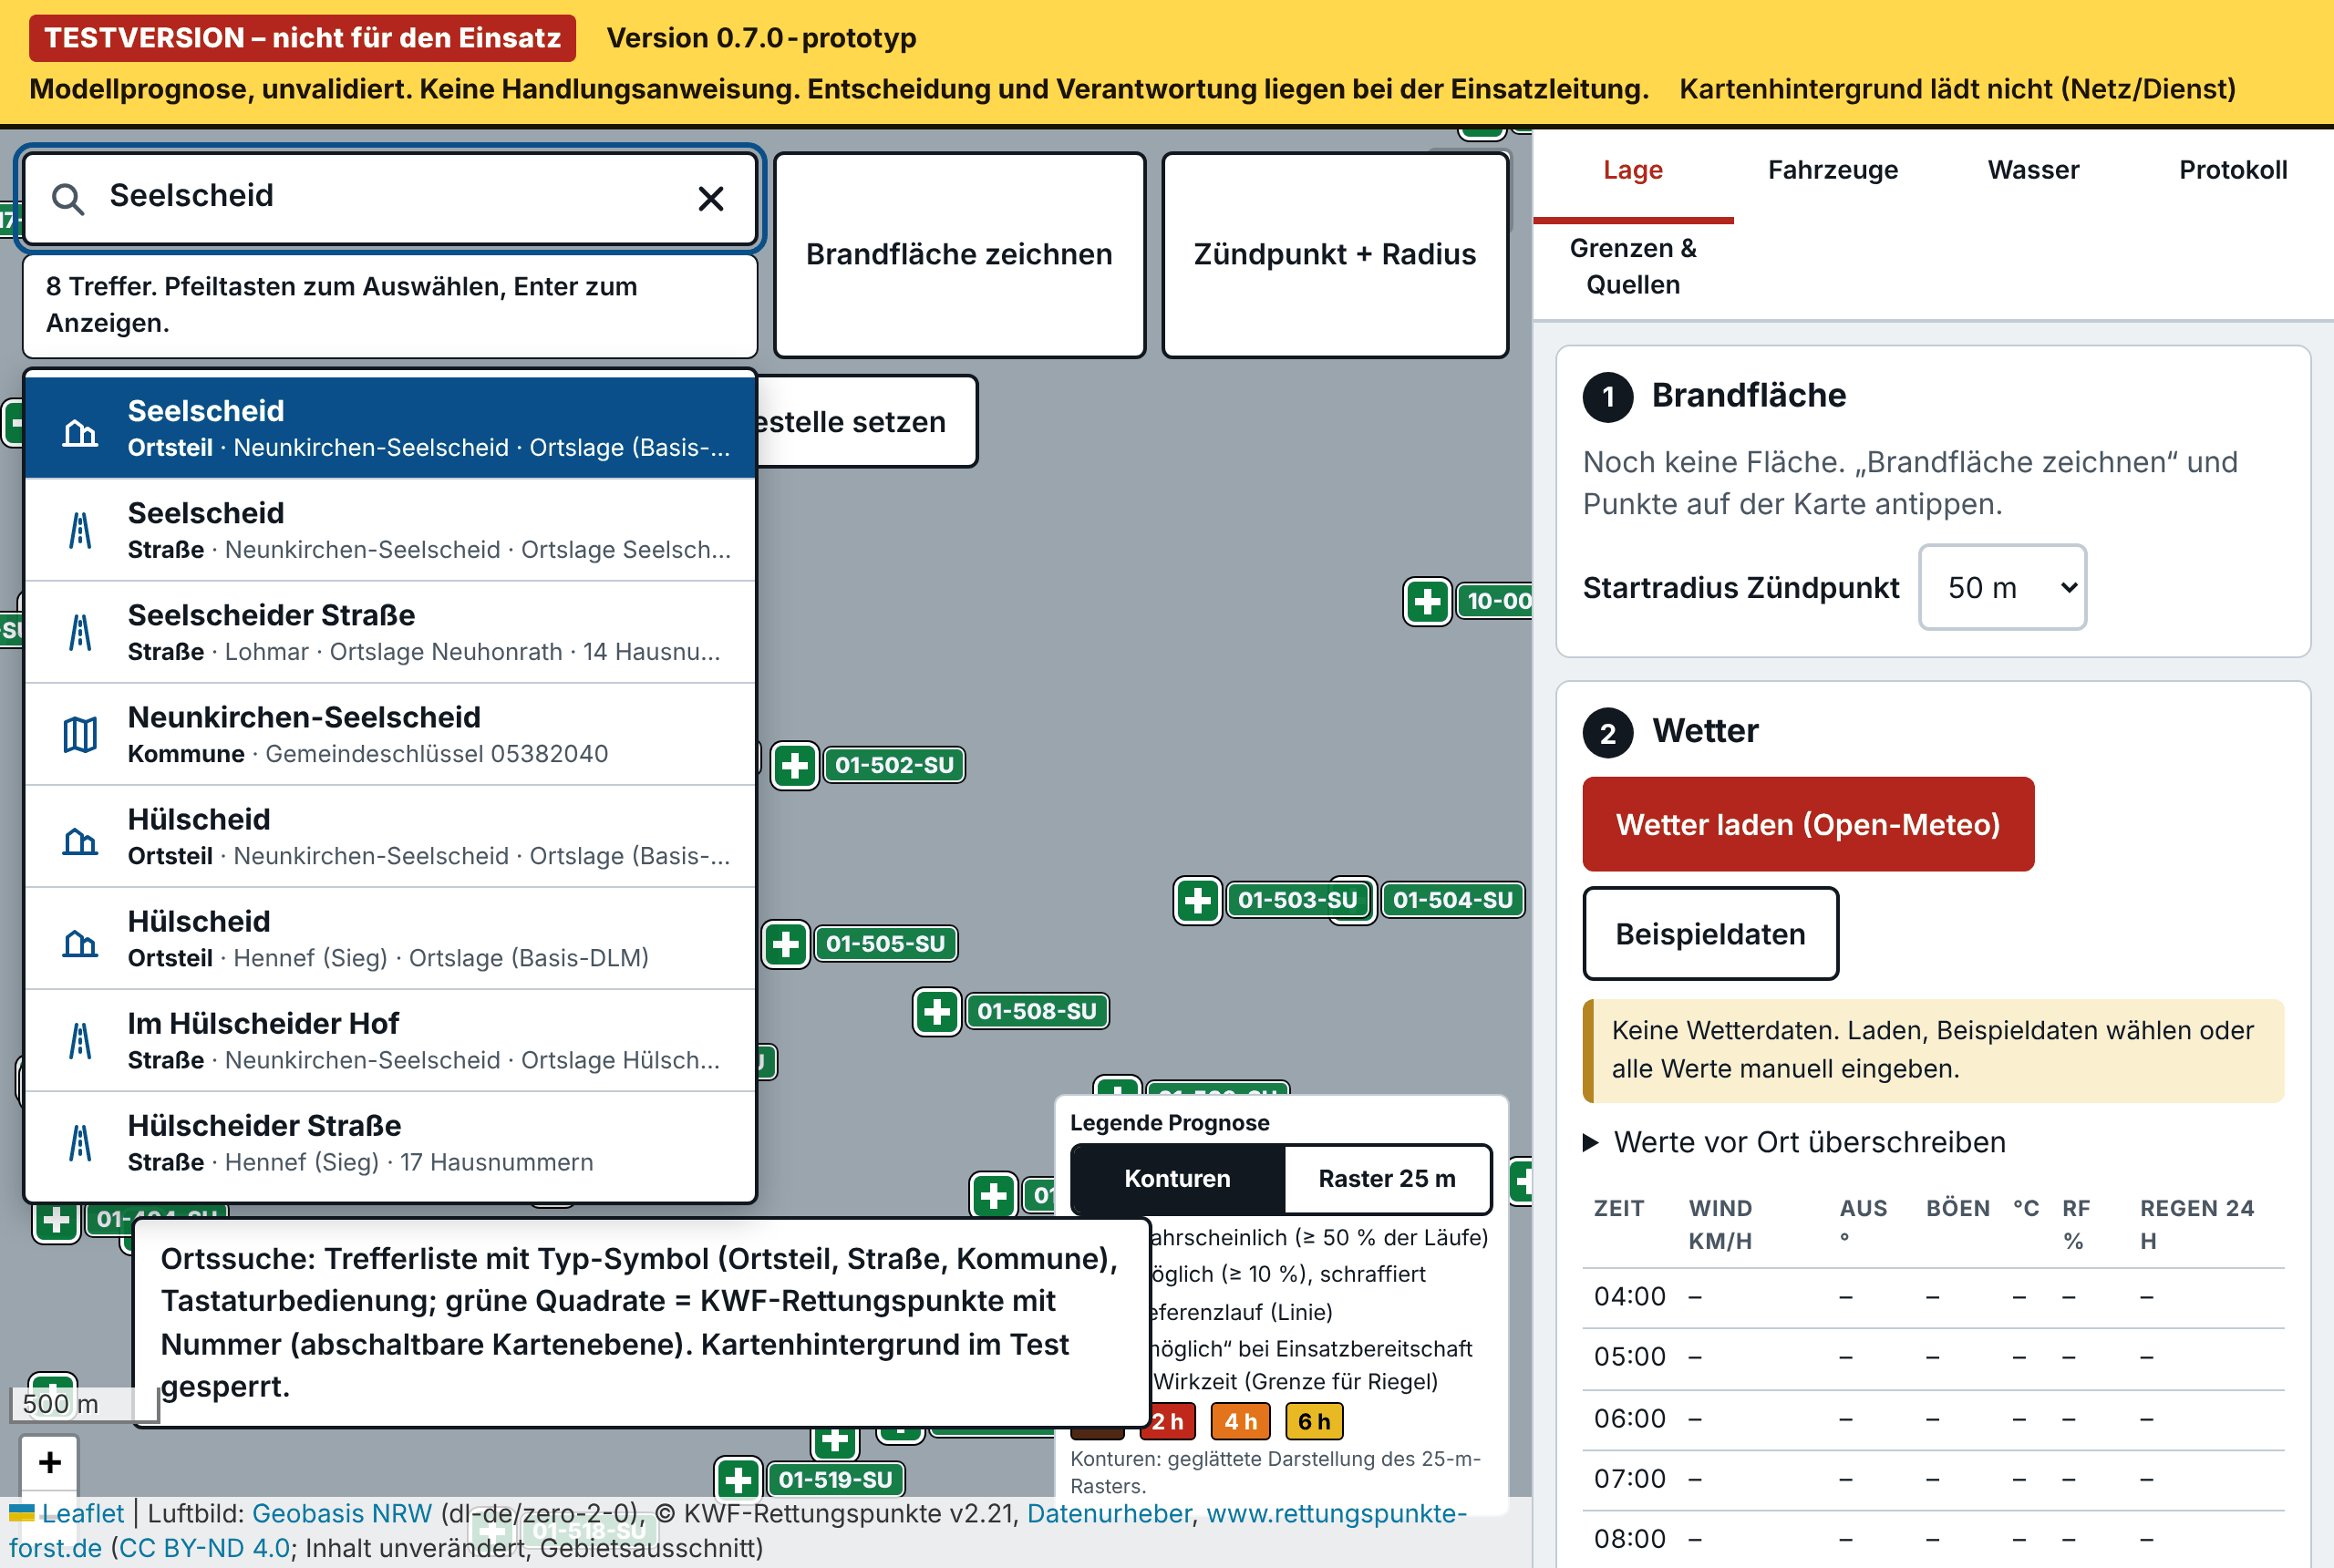 TESTVERSION – nicht für den Einsatz
Version 0.7.0-prototyp
Modellprognose, unvalidiert. Keine Handlungsanweisung. Entscheidung und Verantwortung liegen bei der Einsatzleitung.
Kartenhintergrund lädt nicht (Netz/Dienst)
Seelscheid
8 Treffer. Pfeiltasten zum Auswählen, Enter zum
Anzeigen.
Brandfläche zeichnen
Zündpunkt + Radius
estelle setzen
Seelscheid
Ortsteil · Neunkirchen-Seelscheid · Ortslage (Basis-...
Seelscheid
Straße · Neunkirchen-Seelscheid · Ortslage Seelsch...
Seelscheider Straße
Straße · Lohmar · Ortslage Neuhonrath · 14 Hausnu...
Neunkirchen-Seelscheid
Kommune · Gemeindeschlüssel 05382040
Hülscheid
Ortsteil · Neunkirchen-Seelscheid · Ortslage (Basis-...
Hülscheid
Ortsteil · Hennef (Sieg) · Ortslage (Basis-DLM)
Im Hülscheider Hof
Straße · Neunkirchen-Seelscheid · Ortslage Hülsch...
Hülscheider Straße
Straße · Hennef (Sieg) · 17 Hausnummern
10-00
01-502-SU
01-503-SU
01-504-SU
01-505-SU
01-508-SU
01-519-SU
01-518-SU
Ortssuche: Trefferliste mit Typ-Symbol (Ortsteil, Straße, Kommune),
Tastaturbedienung; grüne Quadrate = KWF-Rettungspunkte mit
Nummer (abschaltbare Kartenebene). Kartenhintergrund im Test
gesperrt.
Legende Prognose
Konturen
Raster 25 m
ahrscheinlich (≥ 50 % der Läufe)
öglich (≥ 10 %), schraffiert
eferenzlauf (Linie)
nöglich“ bei Einsatzbereitschaft
Wirkzeit (Grenze für Riegel)
2 h
4 h
6 h
Konturen: geglättete Darstellung des 25-m-
Rasters.
500 m
+
Leaflet | Luftbild: Geobasis NRW (dl-de/zero-2-0), © KWF-Rettungspunkte v2.21, Datenurheber, www.rettungspunkte-
forst.de (CC BY-ND 4.0; Inhalt unverändert, Gebietsausschnitt)
Lage
Fahrzeuge
Wasser
Protokoll
Grenzen &
Quellen
1 Brandfläche
Noch keine Fläche. „Brandfläche zeichnen“ und
Punkte auf der Karte antippen.
Startradius Zündpunkt
50 m
2 Wetter
Wetter laden (Open-Meteo)
Beispieldaten
Keine Wetterdaten. Laden, Beispieldaten wählen oder
alle Werte manuell eingeben.
Werte vor Ort überschreiben
ZEIT WIND KM/H AUS ° BÖEN °C RF % REGEN 24 H
04:00 – – – – – –
05:00 – – – – – –
06:00 – – – – – –
07:00 – – – – – –
08:00 – – – – – –